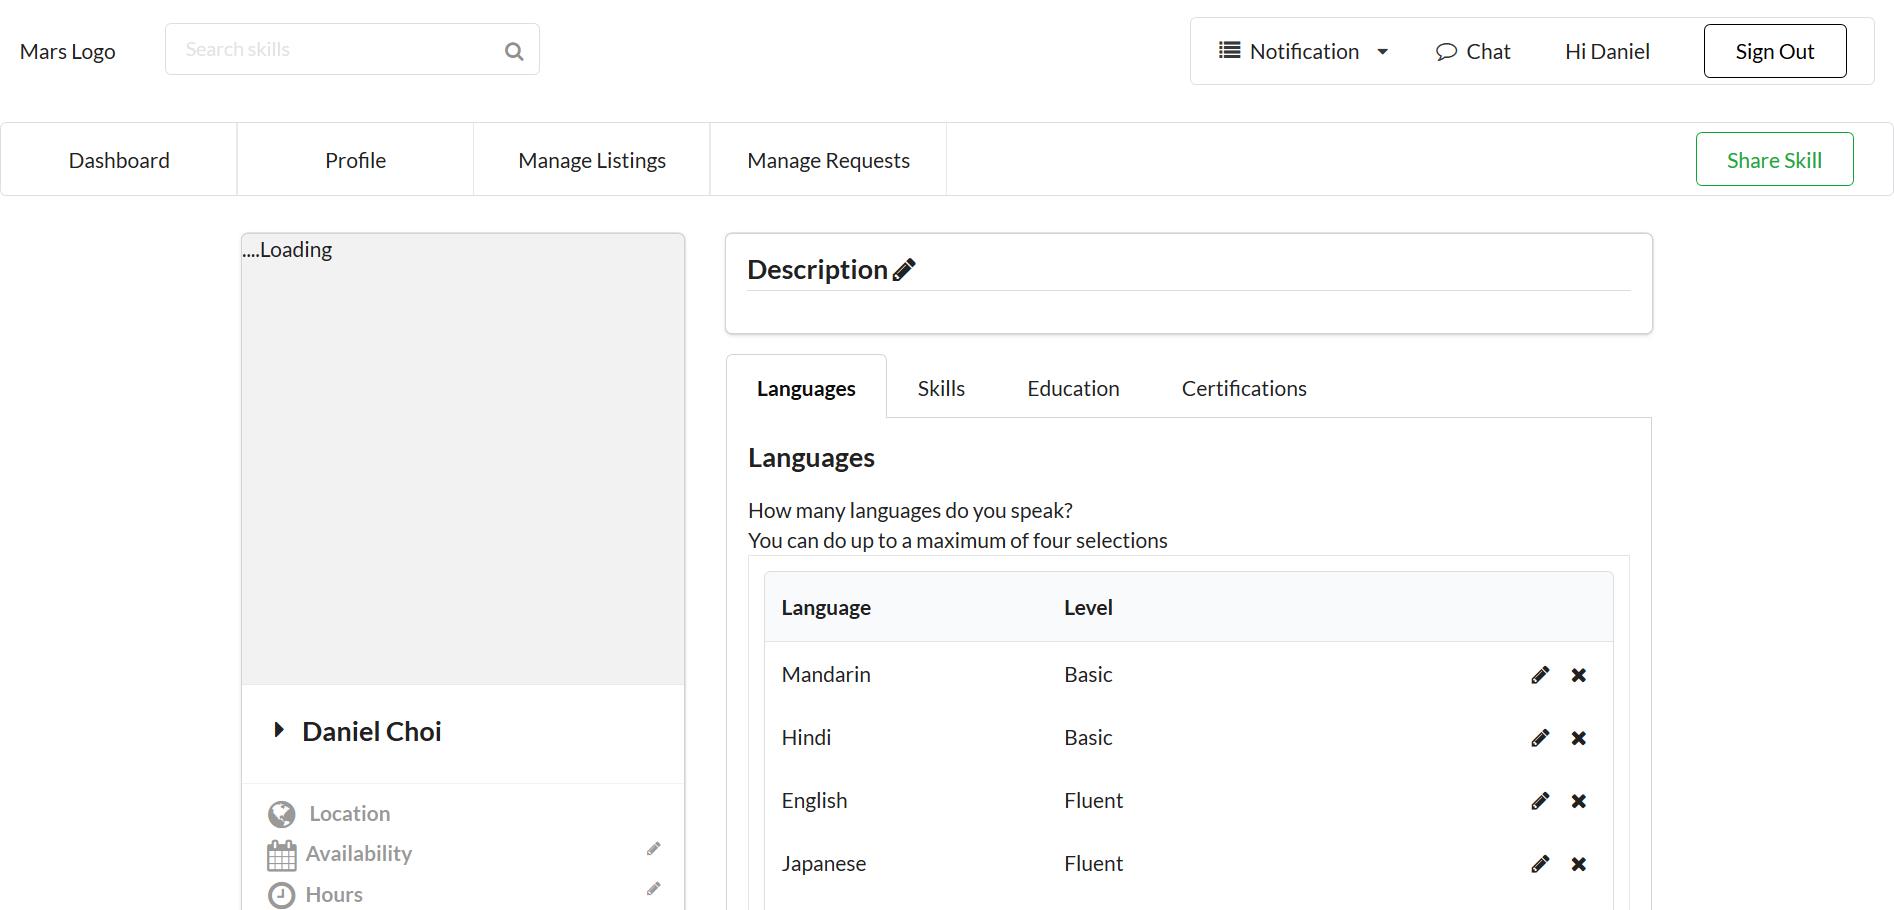 Mars Logo
Search skills
Notification
Chat
Hi Daniel
Sign Out
Dashboard
Profile
Manage Listings
Manage Requests
Share Skill
....Loading
Daniel Choi
Location
Availability
Hours
Description
Languages
Skills
Education
Certifications
Languages
How many languages do you speak?
You can do up to a maximum of four selections
Language Level
Mandarin Basic
Hindi Basic
English Fluent
Japanese Fluent